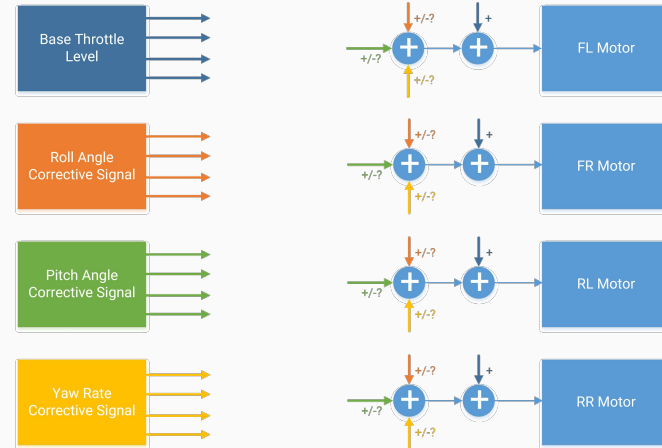 Base Throttle
Level
+/-?
+
+/-?
+/-?
FL Motor
Roll Angle
Corrective Signal
+/-?
+
+/-?
+/-?
FR Motor
Pitch Angle
Corrective Signal
+/-?
+
+/-?
+/-?
RL Motor
Yaw Rate
Corrective Signal
+/-?
+
+/-?
+/-?
RR Motor